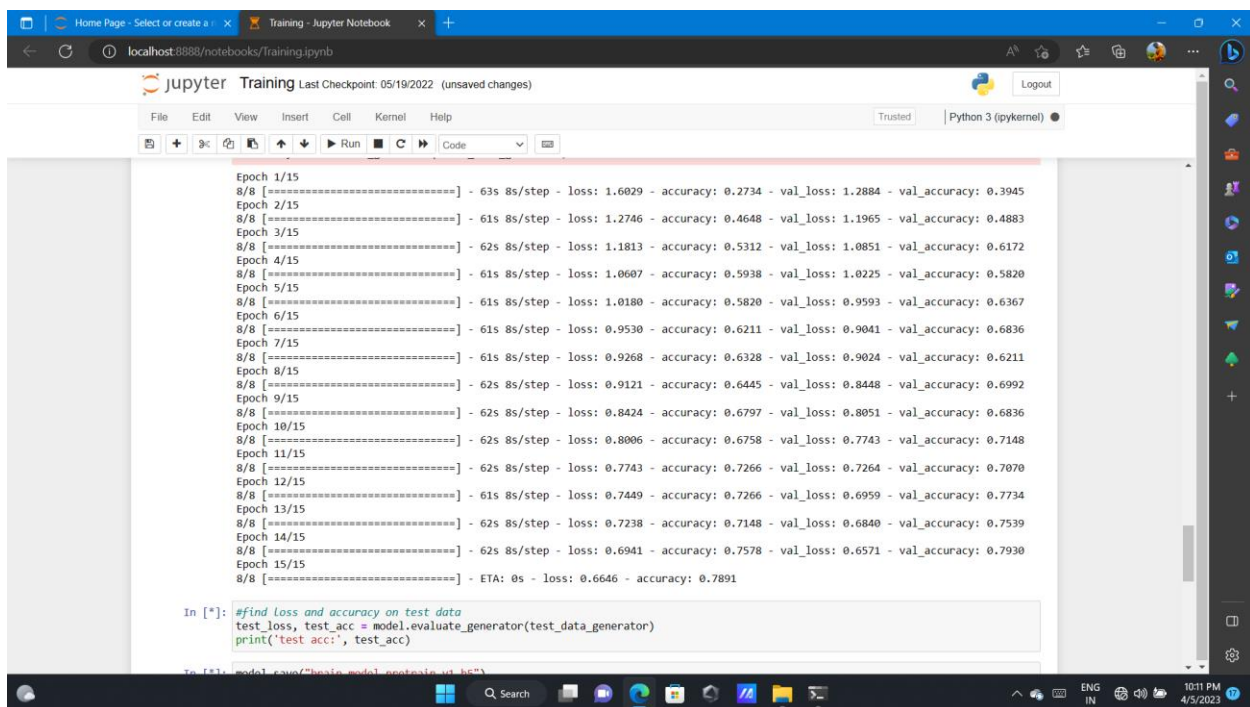 Home Page - Select or create a n
Training - Jupyter Notebook
localhost:8888/notebooks/Training.ipynb
jupyter Training Last Checkpoint: 05/19/2022 (unsaved changes)
Logout
File Edit View Insert Cell Kernel Help
Trusted Python 3 (ipykernel)
Run Code
Epoch 1/15
8/8 [==============================] - 63s 8s/step - loss: 1.6029 - accuracy: 0.2734 - val_loss: 1.2884 - val_accuracy: 0.3945
Epoch 2/15
8/8 [==============================] - 61s 8s/step - loss: 1.2746 - accuracy: 0.4648 - val_loss: 1.1965 - val_accuracy: 0.4883
Epoch 3/15
8/8 [==============================] - 62s 8s/step - loss: 1.1813 - accuracy: 0.5312 - val_loss: 1.0851 - val_accuracy: 0.6172
Epoch 4/15
8/8 [==============================] - 61s 8s/step - loss: 1.0607 - accuracy: 0.5938 - val_loss: 1.0225 - val_accuracy: 0.5820
Epoch 5/15
8/8 [==============================] - 61s 8s/step - loss: 1.0180 - accuracy: 0.5820 - val_loss: 0.9593 - val_accuracy: 0.6367
Epoch 6/15
8/8 [==============================] - 61s 8s/step - loss: 0.9530 - accuracy: 0.6211 - val_loss: 0.9041 - val_accuracy: 0.6836
Epoch 7/15
8/8 [==============================] - 61s 8s/step - loss: 0.9268 - accuracy: 0.6328 - val_loss: 0.9024 - val_accuracy: 0.6211
Epoch 8/15
8/8 [==============================] - 62s 8s/step - loss: 0.9121 - accuracy: 0.6445 - val_loss: 0.8448 - val_accuracy: 0.6992
Epoch 9/15
8/8 [==============================] - 62s 8s/step - loss: 0.8424 - accuracy: 0.6797 - val_loss: 0.8051 - val_accuracy: 0.6836
Epoch 10/15
8/8 [==============================] - 62s 8s/step - loss: 0.8006 - accuracy: 0.6758 - val_loss: 0.7743 - val_accuracy: 0.7148
Epoch 11/15
8/8 [==============================] - 62s 8s/step - loss: 0.7743 - accuracy: 0.7266 - val_loss: 0.7264 - val_accuracy: 0.7070
Epoch 12/15
8/8 [==============================] - 61s 8s/step - loss: 0.7449 - accuracy: 0.7266 - val_loss: 0.6959 - val_accuracy: 0.7734
Epoch 13/15
8/8 [==============================] - 62s 8s/step - loss: 0.7238 - accuracy: 0.7148 - val_loss: 0.6840 - val_accuracy: 0.7539
Epoch 14/15
8/8 [==============================] - 62s 8s/step - loss: 0.6941 - accuracy: 0.7578 - val_loss: 0.6571 - val_accuracy: 0.7930
Epoch 15/15
8/8 [==============================] - ETA: 0s - loss: 0.6646 - accuracy: 0.7891
In [*]: #find loss and accuracy on test data
test_loss, test_acc = model.evaluate_generator(test_data_generator)
print('test acc:', test_acc)
In [*]: model.save("brain_model_pretrain_v1.h5")
Search
ENG
IN
10:11 PM
4/5/2023
17